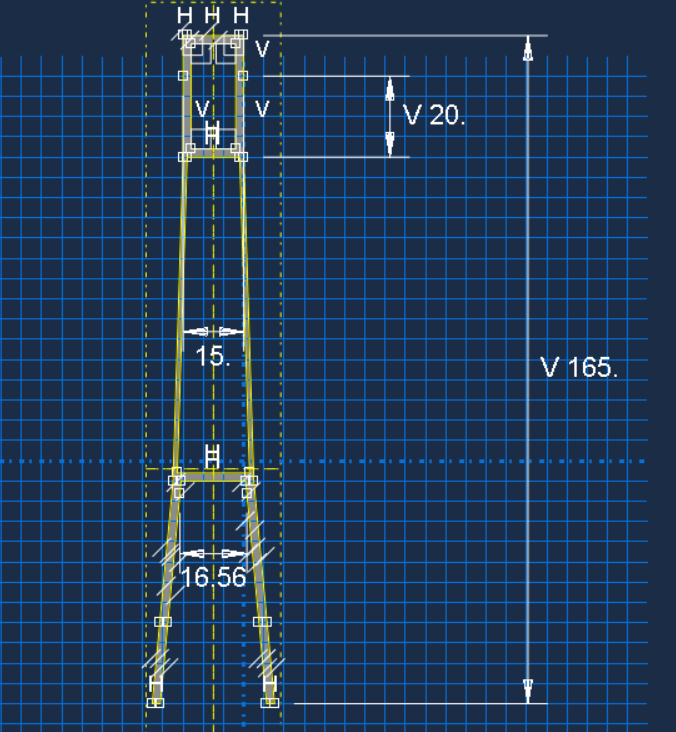 H H H
V
V 20.
V V
H
15.
V 165.
H
16.56
H H